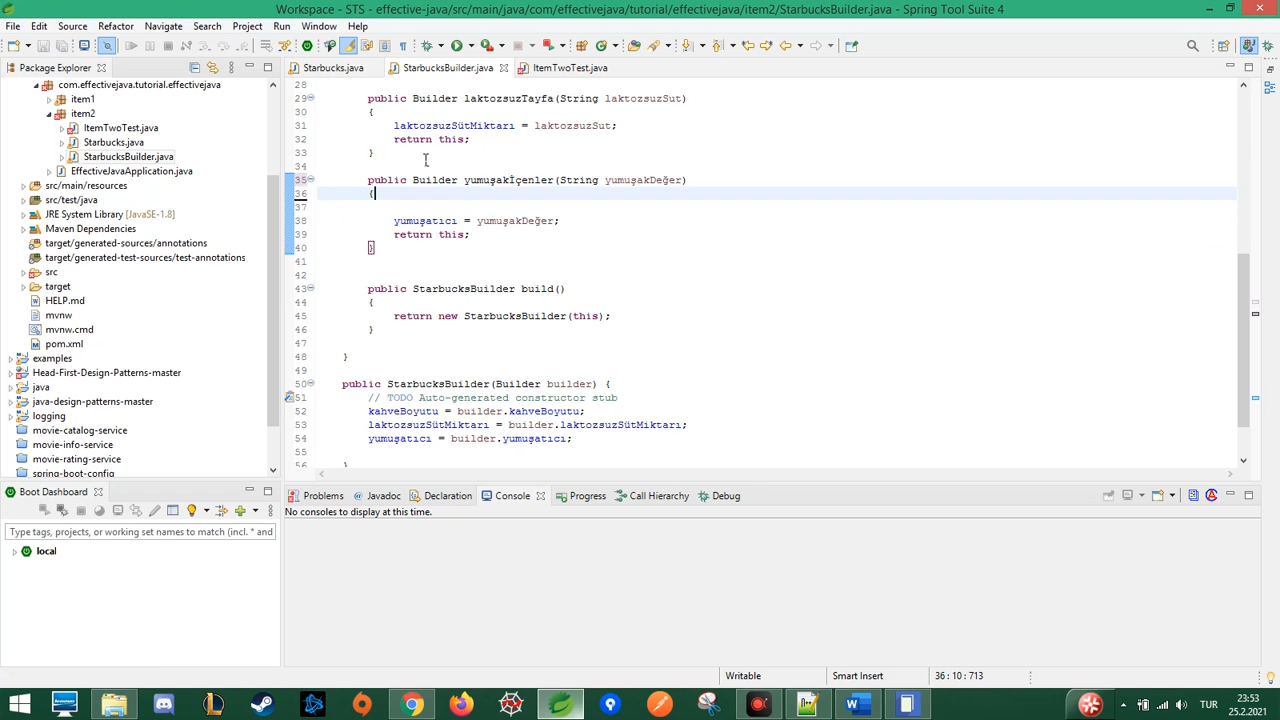 Workspace - STS - effective-java/src/main/java/com/effectivejava/tutorial/effectivejava/item2/StarbucksBuilder.java - Spring Tool Suite 4
File Edit Source Refactor Navigate Search Project Run Window Help
Package Explorer
com.effectivejava.tutorial.effectivejava
item1
item2
ItemTwoTest.java
Starbucks.java
StarbucksBuilder.java
EffectiveJavaApplication.java
src/main/resources
src/test/java
JRE System Library [JavaSE-1.8]
Maven Dependencies
target/generated-sources/annotations
target/generated-test-sources/test-annotations
src
target
HELP.md
mvnw
mvnw.cmd
pom.xml
examples
Head-First-Design-Patterns-master
java
java-design-patterns-master
logging
movie-catalog-service
movie-info-service
movie-rating-service
spring-boot-config
Boot Dashboard
Type tags, projects, or working set names to match (incl. * and
local
Starbucks.java StarbucksBuilder.java ItemTwoTest.java
28
29 public Builder laktozsuzTayfa(String laktozsuzSut)
30 {
31 laktozsuzSütMiktarı = laktozsuzSut;
32 return this;
33 }
34
35 public Builder yumuşakİçenler(String yumuşakDeğer)
36 {
37
38 yumuşatıcı = yumuşakDeğer;
39 return this;
40 }
41
42
43 public StarbucksBuilder build()
44 {
45 return new StarbucksBuilder(this);
46 }
47
48 }
49
50 public StarbucksBuilder(Builder builder) {
51 // TODO Auto-generated constructor stub
52 kahveBoyutu = builder.kahveBoyutu;
53 laktozsuzSütMiktarı = builder.laktozsuzSütMiktarı;
54 yumuşatıcı = builder.yumuşatıcı;
55
56 }
Problems Javadoc Declaration Console Progress Call Hierarchy Debug
No consoles to display at this time.
Writable Smart Insert 36 : 10 : 713
TUR 23:53
25.2.2021